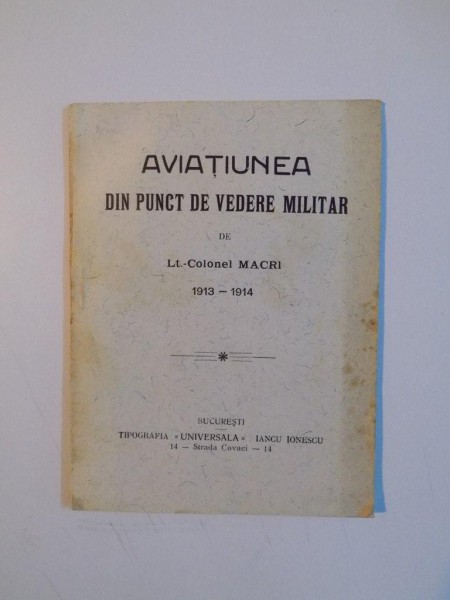 AVIAȚIUNEA
DIN PUNCT DE VEDERE MILITAR
DE
Lt.-Colonel MACRI
1913 — 1914
BUCUREȘTI
TIPOGRAFIA «UNIVERSALA» IANCU IONESCU
14 — Strada Covaci — 14